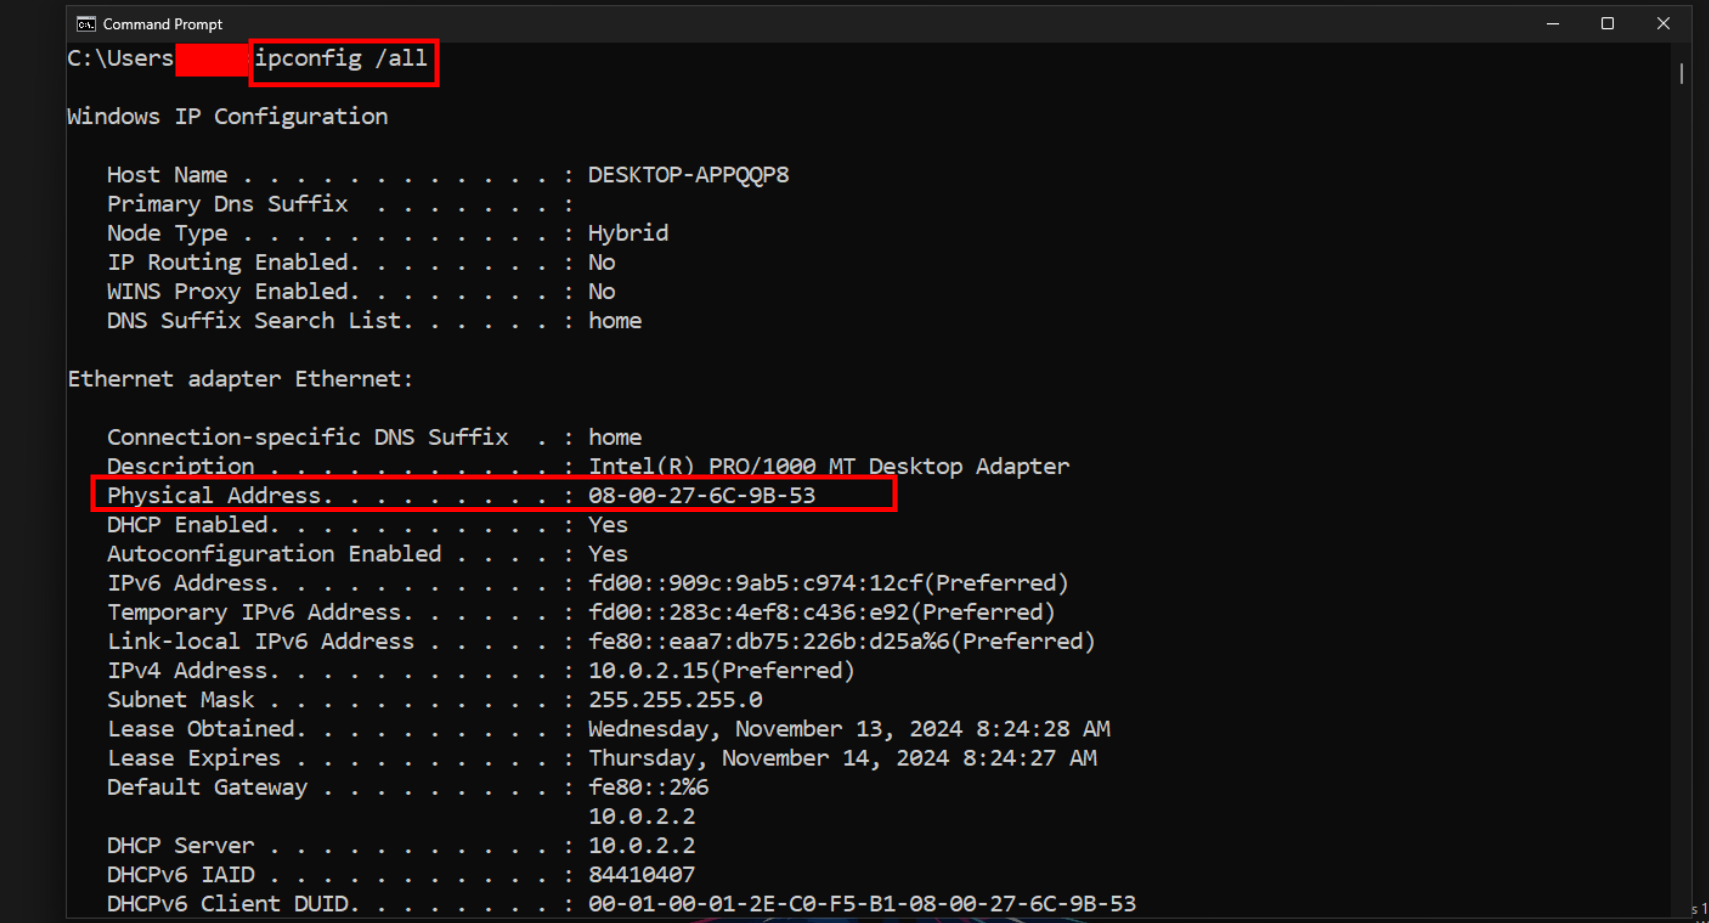 Command Prompt
C:\Users ipconfig /all
Windows IP Configuration
Host Name . . . . . . . . . . . . : DESKTOP-APPQQP8
Primary Dns Suffix  . . . . . . . :
Node Type . . . . . . . . . . . . : Hybrid
IP Routing Enabled. . . . . . . . : No
WINS Proxy Enabled. . . . . . . . : No
DNS Suffix Search List. . . . . . : home
Ethernet adapter Ethernet:
Connection-specific DNS Suffix  . : home
Description . . . . . . . . . . . : Intel(R) PRO/1000 MT Desktop Adapter
Physical Address. . . . . . . . . : 08-00-27-6C-9B-53
DHCP Enabled. . . . . . . . . . . : Yes
Autoconfiguration Enabled . . . . : Yes
IPv6 Address. . . . . . . . . . . : fd00::909c:9ab5:c974:12cf(Preferred)
Temporary IPv6 Address. . . . . . : fd00::283c:4ef8:c436:e92(Preferred)
Link-local IPv6 Address . . . . . : fe80::eaa7:db75:226b:d25a%6(Preferred)
IPv4 Address. . . . . . . . . . . : 10.0.2.15(Preferred)
Subnet Mask . . . . . . . . . . . : 255.255.255.0
Lease Obtained. . . . . . . . . . : Wednesday, November 13, 2024 8:24:28 AM
Lease Expires . . . . . . . . . . : Thursday, November 14, 2024 8:24:27 AM
Default Gateway . . . . . . . . . : fe80::2%6
10.0.2.2
DHCP Server . . . . . . . . . . . : 10.0.2.2
DHCPv6 IAID . . . . . . . . . . . : 84410407
DHCPv6 Client DUID. . . . . . . . : 00-01-00-01-2E-C0-F5-B1-08-00-27-6C-9B-53